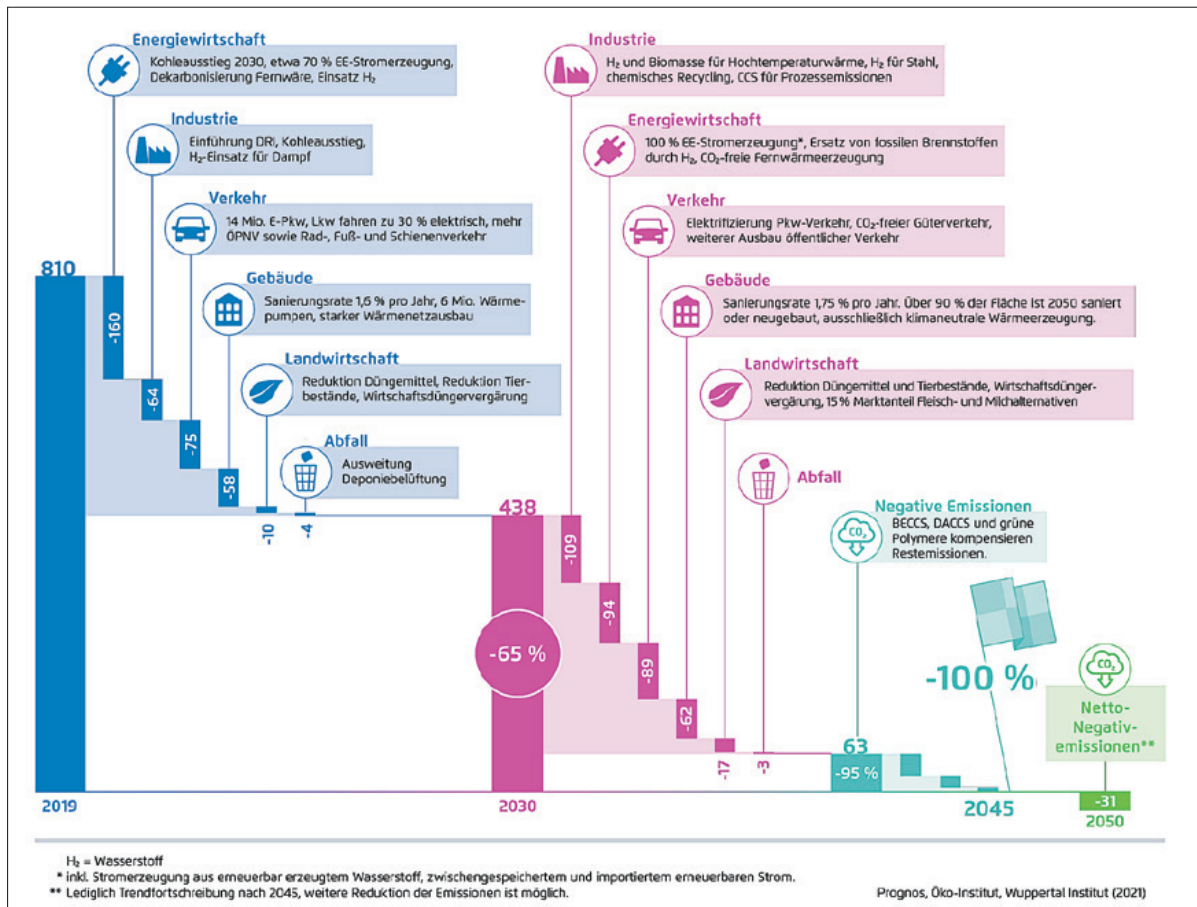 Energiewirtschaft
Kohleausstieg 2030, etwa 70 % EE-Stromerzeugung,
Dekarbonisierung Fernwäre, Einsatz H₂
Industrie
Einführung DRI, Kohleausstieg,
H₂-Einsatz für Dampf
Verkehr
14 Mio. E-Pkw, Lkw fahren zu 30 % elektrisch, mehr
ÖPNV sowie Rad-, Fuß- und Schienenverkehr
Gebäude
Sanierungsrate 1,6 % pro Jahr, 6 Mio. Wärme-
pumpen, starker Wärmenetzausbau
Landwirtschaft
Reduktion Düngemittel, Reduktion Tier-
bestände, Wirtschaftsdüngervergärung
Abfall
Ausweitung
Deponiebelüftung
810
-160
-64
-75
-58
-10
-4
2019
Industrie
H₂ und Biomasse für Hochtemperaturwärme, H₂ für Stahl,
chemisches Recycling, CCS für Prozessemissionen
Energiewirtschaft
100 % EE-Stromerzeugung*, Ersatz von fossilen Brennstoffen
durch H₂, CO₂-freie Fernwärmeerzeugung
Verkehr
Elektrifizierung Pkw-Verkehr, CO₂-freier Güterverkehr,
weiterer Ausbau öffentlicher Verkehr
Gebäude
Sanierungsrate 1,75 % pro Jahr. Über 90 % der Fläche ist 2050 saniert
oder neugebaut, ausschließlich klimaneutrale Wärmeerzeugung.
Landwirtschaft
Reduktion Düngemittel und Tierbestände, Wirtschaftsdünger-
vergärung, 15 % Marktanteil Fleisch- und Milchalternativen
Abfall
438
-65 %
-109
-94
-89
-62
-17
-3
2030
Negative Emissionen
BECCS, DACCS und grüne
Polymere kompensieren
Restemissionen.
CO₂
63
-95 %
-100 %
2045
CO₂
Netto-
Negativ-
emissionen**
-31
2050
H₂ = Wasserstoff
* inkl. Stromerzeugung aus erneuerbar erzeugtem Wasserstoff, zwischengespeichertem und importiertem erneuerbaren Strom.
** Lediglich Trendfortschreibung nach 2045, weitere Reduktion der Emissionen ist möglich.
Prognos, Öko-Institut, Wuppertal Institut (2021)